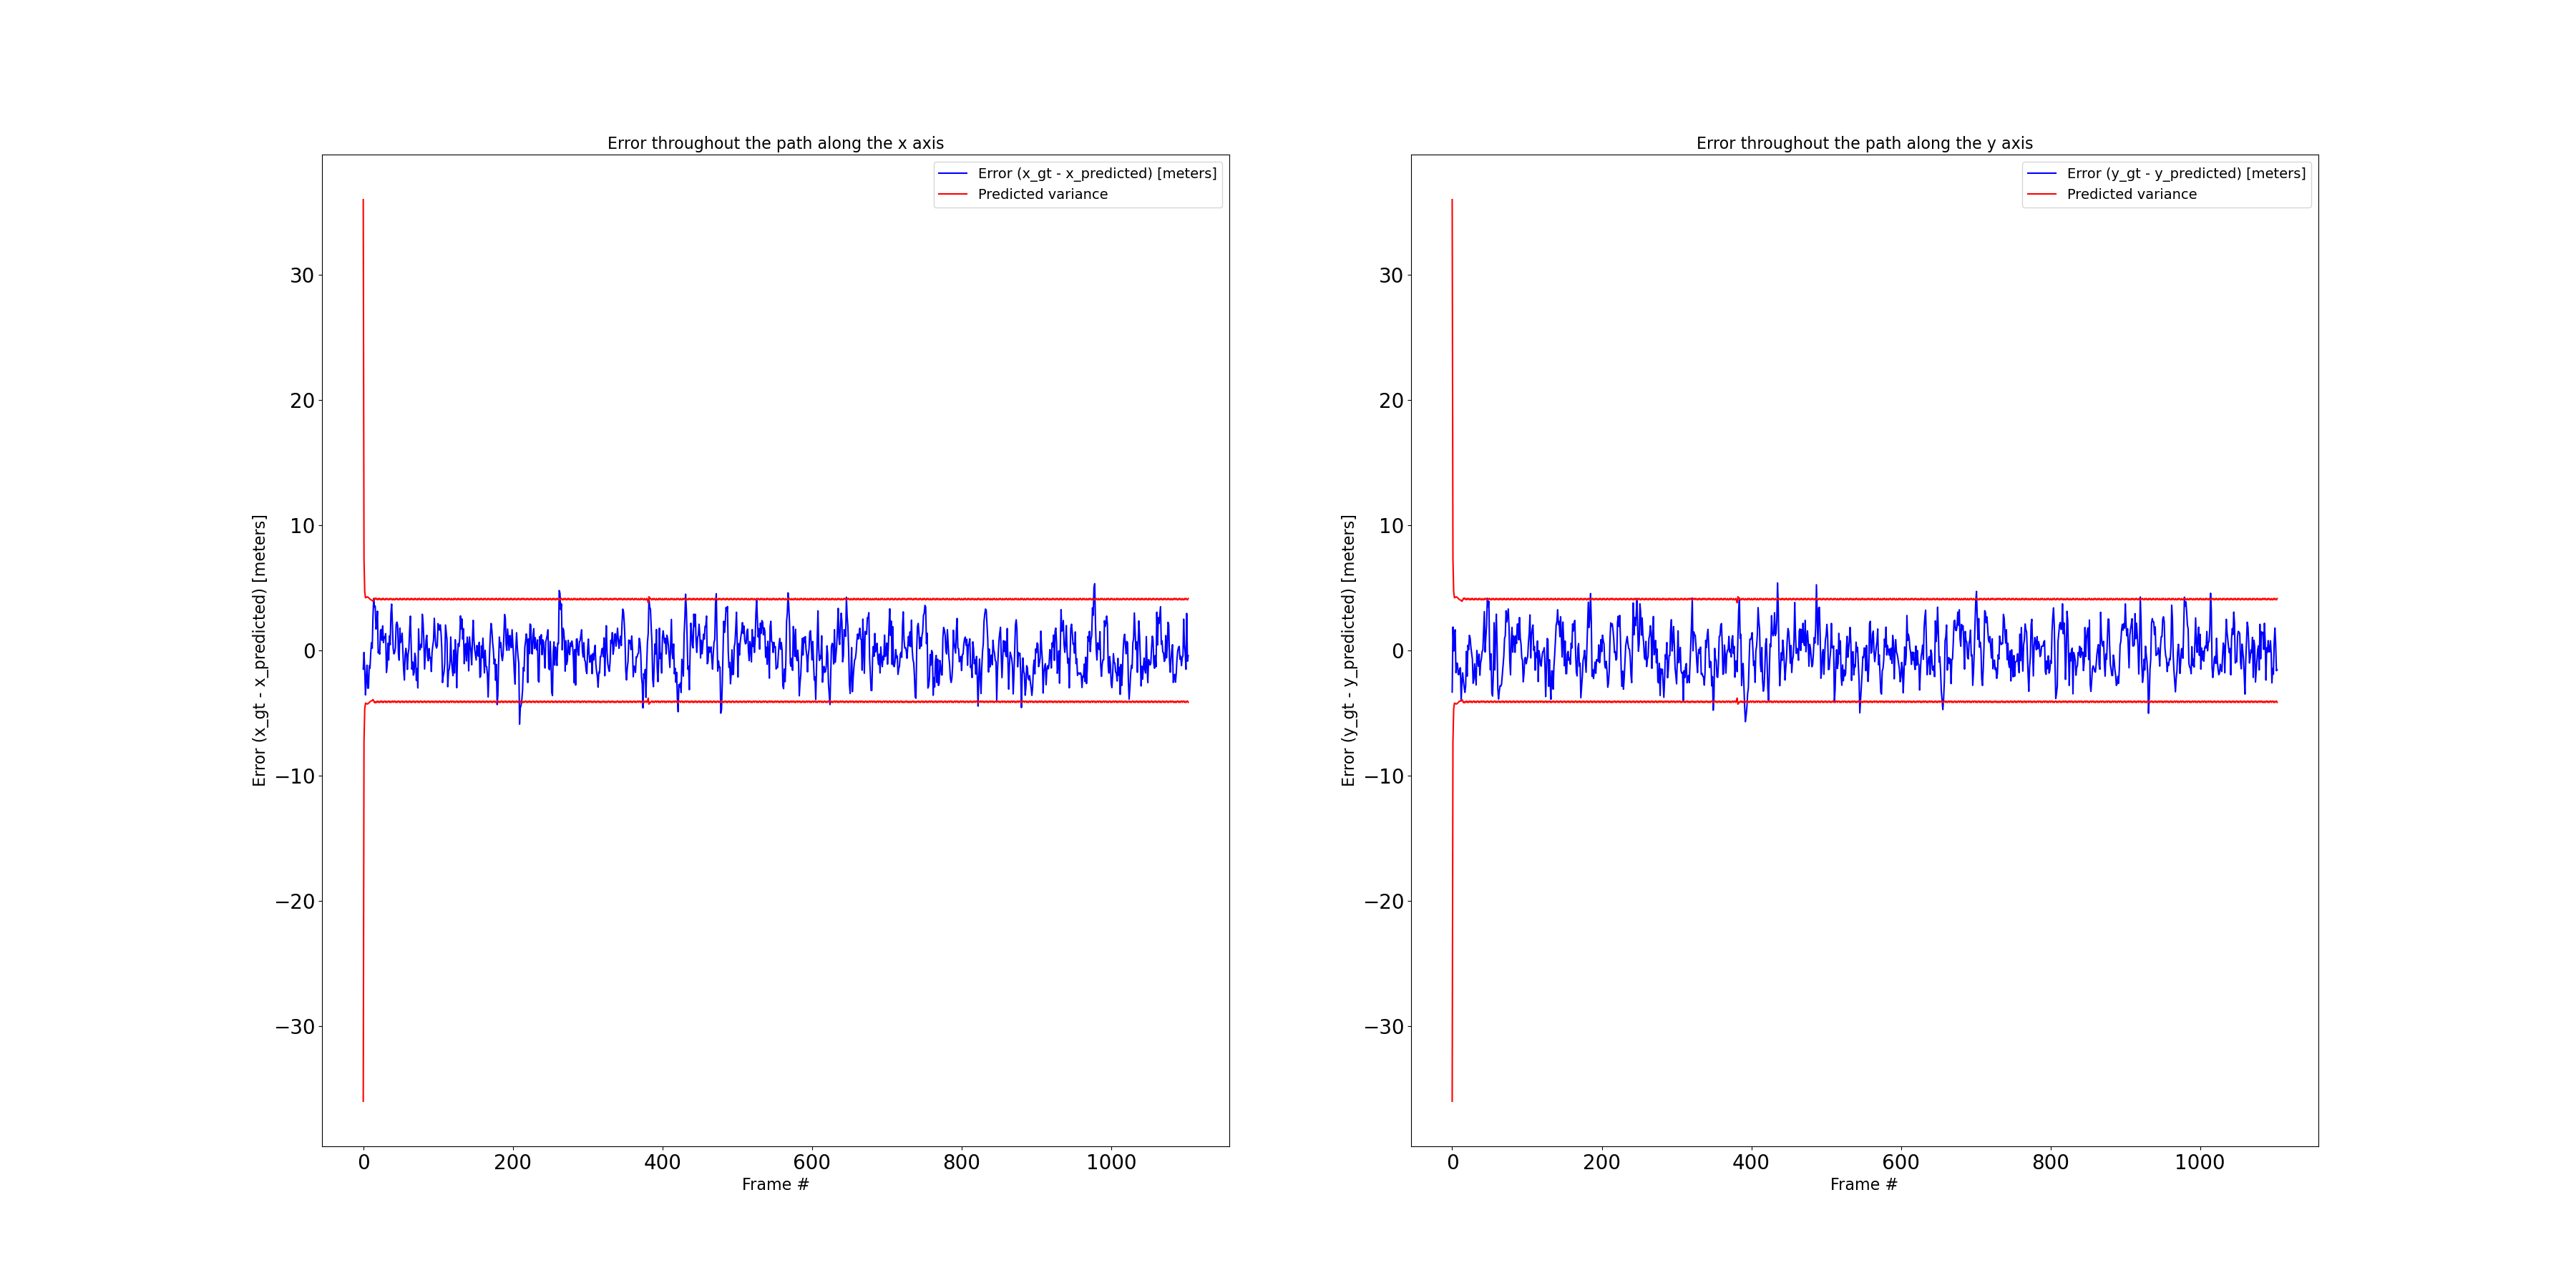 Error throughout the path along the x axis
Error (x_gt - x_predicted) [meters]
Predicted variance
30
20
10
0
−10
−20
−30
Error (x_gt - x_predicted) [meters]
0 200 400 600 800 1000
Frame #
Error throughout the path along the y axis
Error (y_gt - y_predicted) [meters]
Predicted variance
30
20
10
0
−10
−20
−30
Error (y_gt - y_predicted) [meters]
0 200 400 600 800 1000
Frame #